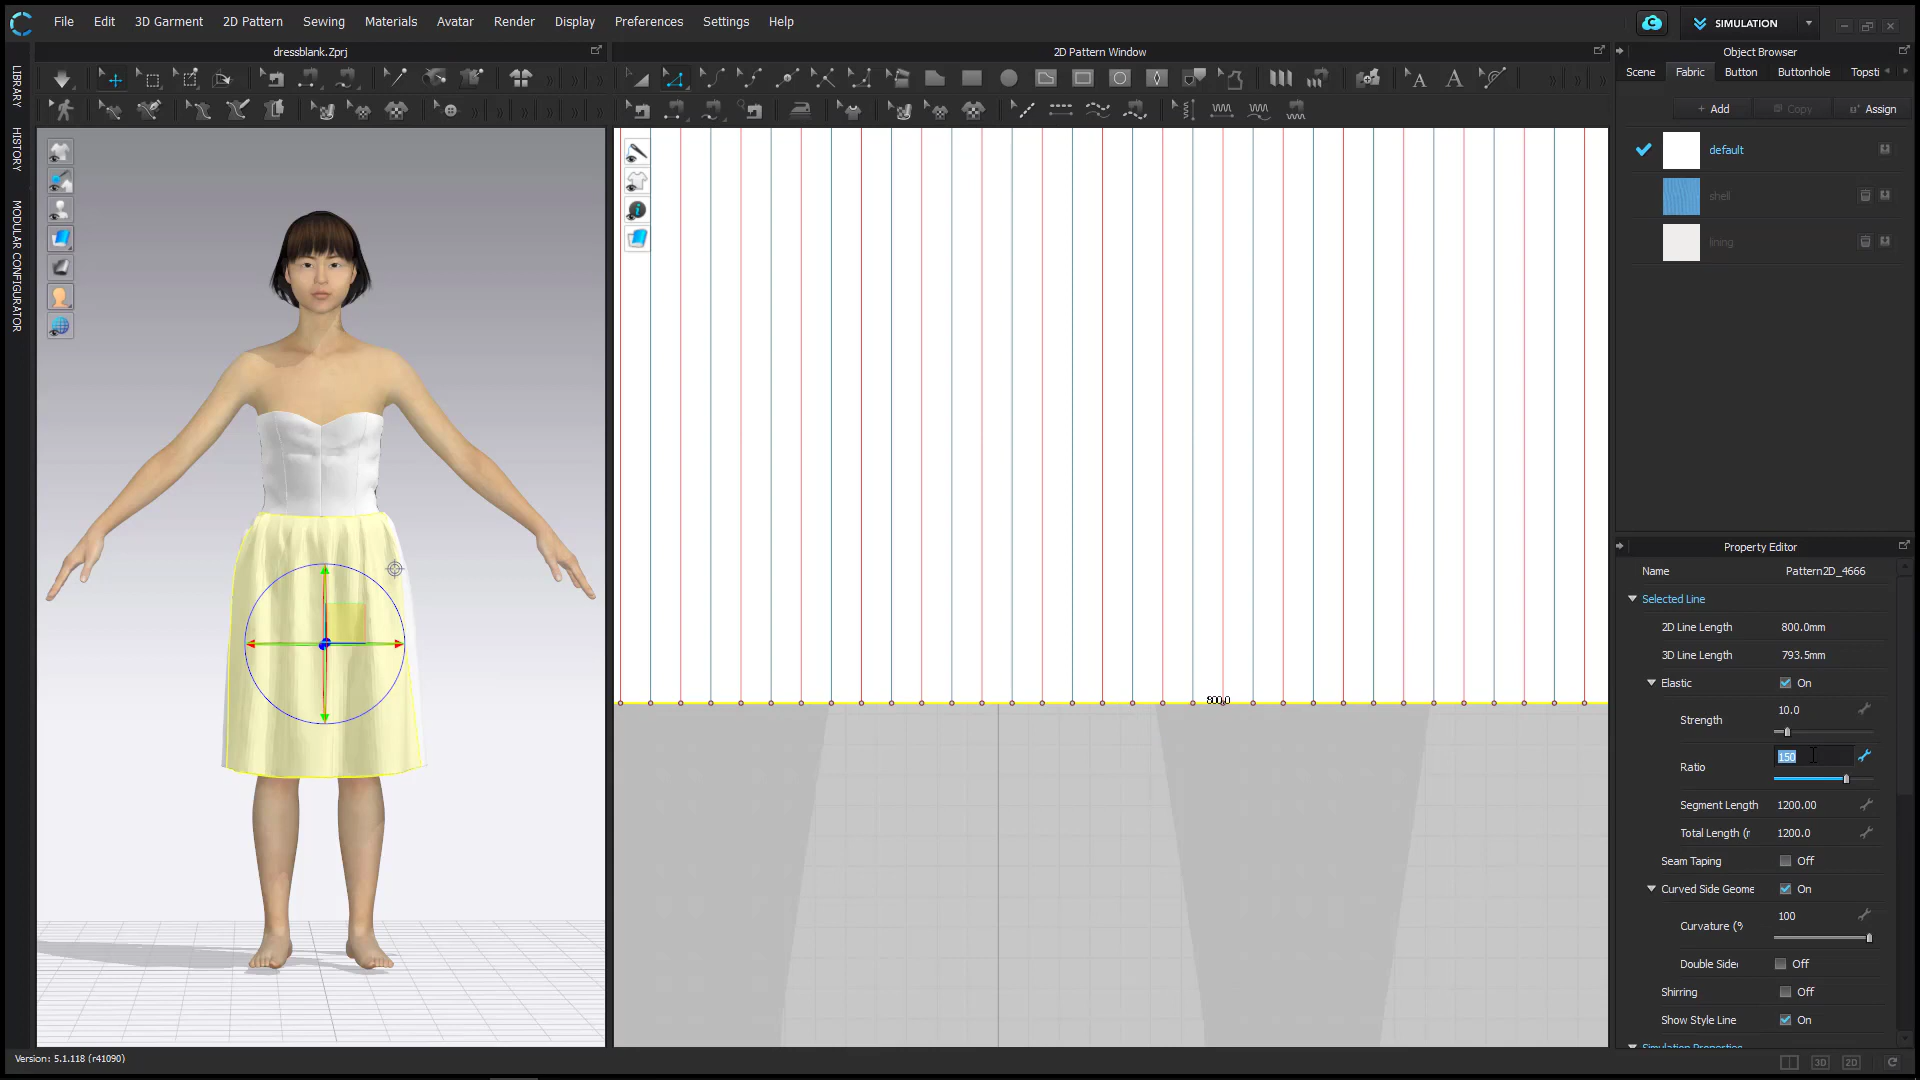 File Edit 3D Garment 2D Pattern Sewing Materials Avatar Render Display Preferences Settings Help
SIMULATION
dressblank.Zprj
2D Pattern Window
Object Browser
Scene Fabric Button Buttonhole Topsti
+ Add Copy Assign
default
shell
lining
LIBRARY
HISTORY
MODULAR CONFIGURATOR
800.0
Property Editor
Name Pattern2D_4666
Selected Line
2D Line Length 800.0mm
3D Line Length 793.5mm
Elastic On
Strength 10.0
Ratio 150
Segment Length 1200.00
Total Length (r 1200.0
Seam Taping Off
Curved Side Geome On
Curvature (% 100
Double Side Off
Shirring Off
Show Style Line On
Simulation Properties
Version: 5.1.118 (r41090)
3D 2D